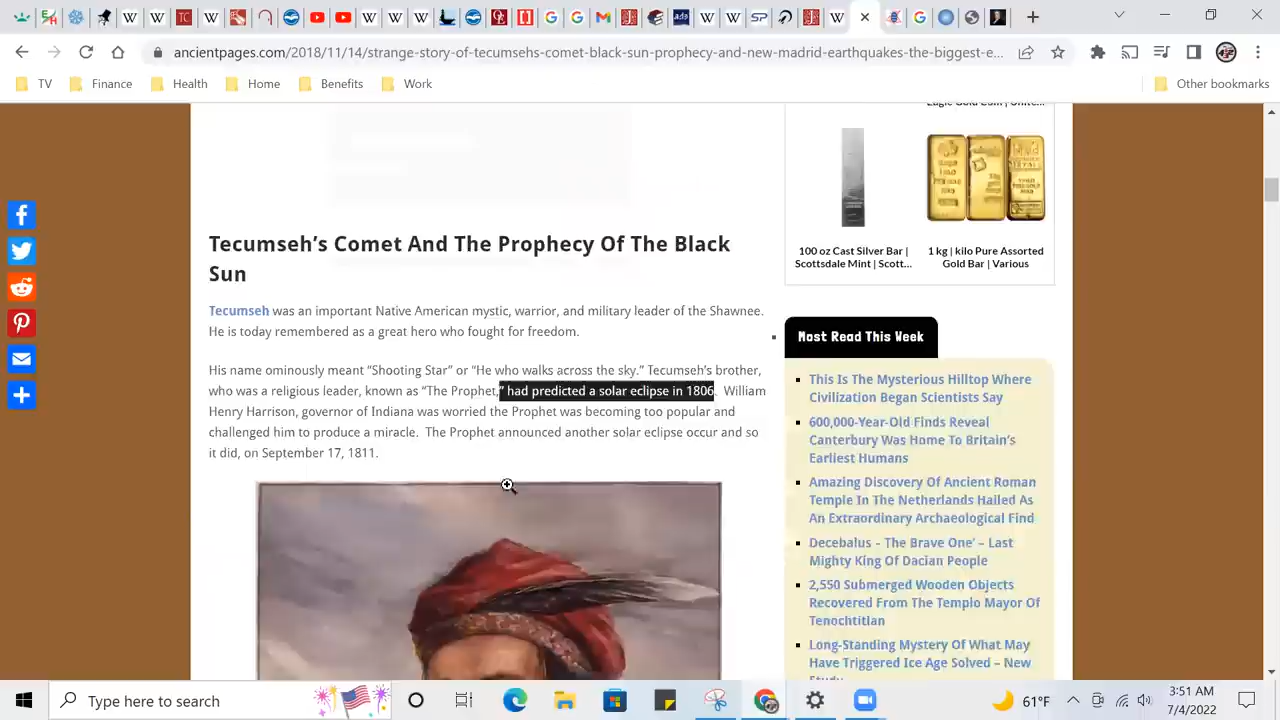 ancientpages.com/2018/11/14/strange-story-of-tecumsehs-comet-black-sun-prophecy-and-new-madrid-earthquakes-the-biggest-e...
TV Finance Health Home Benefits Work Other bookmarks
Tecumseh's Comet And The Prophecy Of The Black
Sun
Tecumseh was an important Native American mystic, warrior, and military leader of the Shawnee.
He is today remembered as a great hero who fought for freedom.
His name ominously meant “Shooting Star” or “He who walks across the sky.” Tecumseh's brother,
who was a religious leader, known as “The Prophet,” had predicted a solar eclipse in 1806. William
Henry Harrison, governor of Indiana was worried the Prophet was becoming too popular and
challenged him to produce a miracle. The Prophet announced another solar eclipse occur and so
it did, on September 17, 1811.
100 oz Cast Silver Bar |
Scottsdale Mint | Scott...
1 kg | kilo Pure Assorted
Gold Bar | Various
Most Read This Week
This Is The Mysterious Hilltop Where
Civilization Began Scientists Say
600,000-Year-Old Finds Reveal
Canterbury Was Home To Britain's
Earliest Humans
Amazing Discovery Of Ancient Roman
Temple In The Netherlands Hailed As
An Extraordinary Archaeological Find
Decebalus – The Brave One' – Last
Mighty King Of Dacian People
2,550 Submerged Wooden Objects
Recovered From The Templo Mayor Of
Tenochtitlan
Long-Standing Mystery Of What May
Have Triggered Ice Age Solved – New
Type here to search
61°F
3:51 AM
7/4/2022